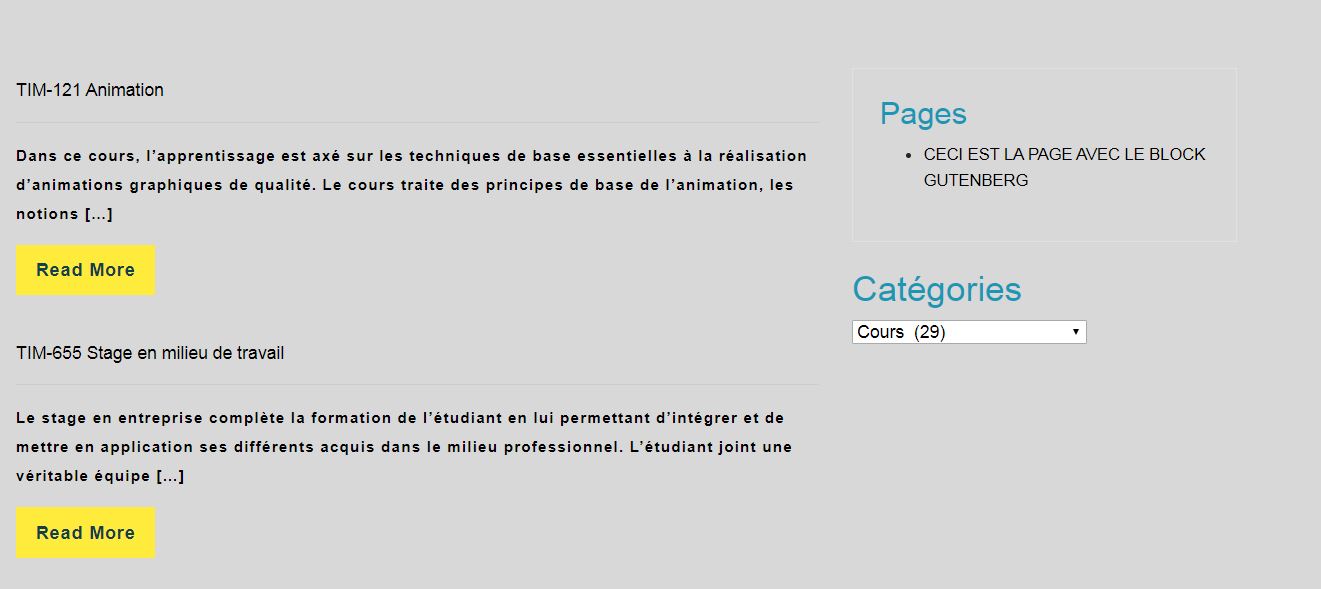 TIM-121 Animation
Dans ce cours, l’apprentissage est axé sur les techniques de base essentielles à la réalisation
d’animations graphiques de qualité. Le cours traite des principes de base de l’animation, les
notions […]
Read More
TIM-655 Stage en milieu de travail
Le stage en entreprise complète la formation de l’étudiant en lui permettant d’intégrer et de
mettre en application ses différents acquis dans le milieu professionnel. L’étudiant joint une
véritable équipe […]
Read More
Pages
CECI EST LA PAGE AVEC LE BLOCK
GUTENBERG
Catégories
Cours (29)